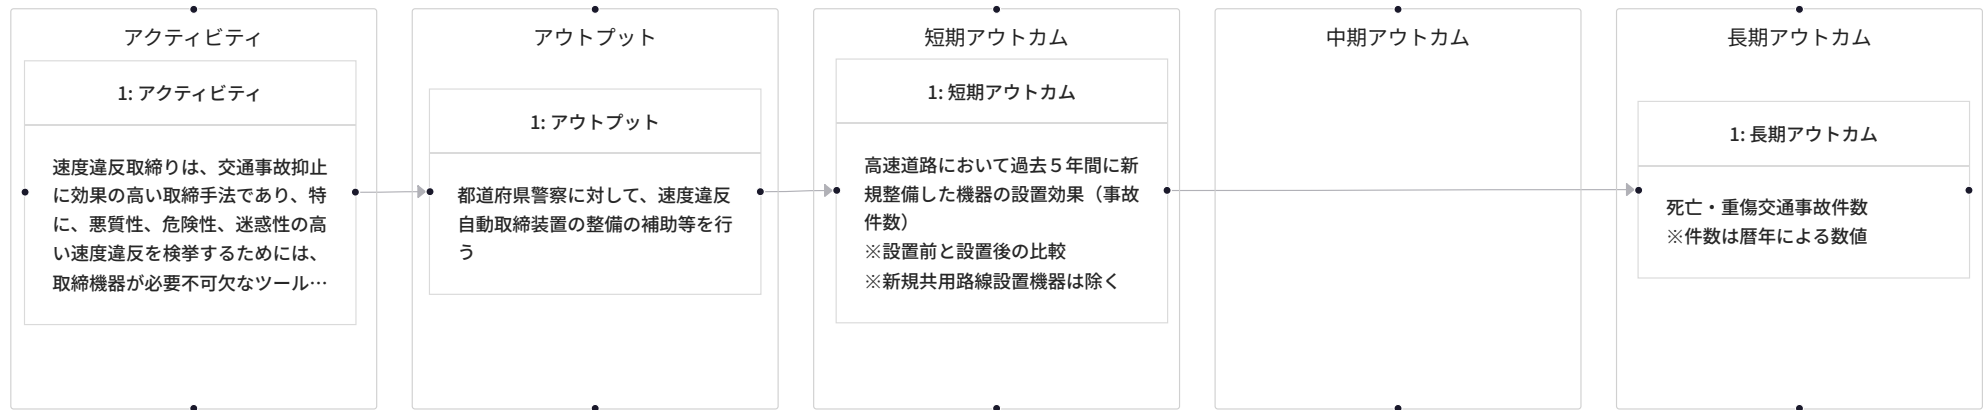 アクティビティ
1: アクティビティ
速度違反取締りは、交通事故抑止
に効果の高い取締手法であり、特
に、悪質性、危険性、迷惑性の高
い速度違反を検挙するためには、
取締機器が必要不可欠なツール…
アウトプット
1: アウトプット
都道府県警察に対して、速度違反
自動取締装置の整備の補助等を行
う
短期アウトカム
1: 短期アウトカム
高速道路において過去５年間に新
規整備した機器の設置効果（事故
件数）
※設置前と設置後の比較
※新規共用路線設置機器は除く
中期アウトカム
長期アウトカム
1: 長期アウトカム
死亡・重傷交通事故件数
※件数は暦年による数値